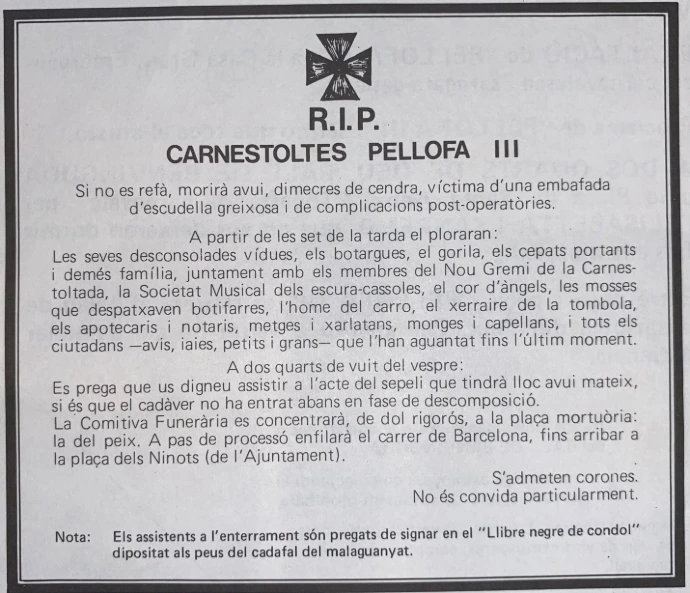 R.I.P.
CARNESTOLTES PELLOFA III
Si no es refà, morirà avui, dimecres de cendra, víctima d'una embafada
d'escudella greixosa i de complicacions post-operatòries.
A partir de les set de la tarda el ploraran:
Les seves desconsolades vídues, els botargues, el gorila, els cepats portants
i demés família, juntament amb els membres del Nou Gremi de la Carnes-
toltada, la Societat Musical dels escura-cassoles, el cor d'àngels, les mosses
que despatxaven botifarres, l'home del carro, el xerraire de la tombola,
els apotecaris i notaris, metges i xarlatans, monges i capellans, i tots els
ciutadans —avis, iaies, petits i grans— que l'han aguantat fins l'últim moment.
A dos quarts de vuit del vespre:
Es prega que us digneu assistir a l'acte del sepeli que tindrà lloc avui mateix,
si és que el cadàver no ha entrat abans en fase de descomposició.
La Comitiva Funerària es concentrarà, de dol rigorós, a la plaça mortuòria:
la del peix. A pas de processó enfilarà el carrer de Barcelona, fins arribar a
la plaça dels Ninots (de l'Ajuntament).
S'admeten corones.
No és convida particularment.
Nota: Els assistents a l'enterrament són pregats de signar en el "Llibre negre de condol"
dipositat als peus del cadafal del malaguanyat.